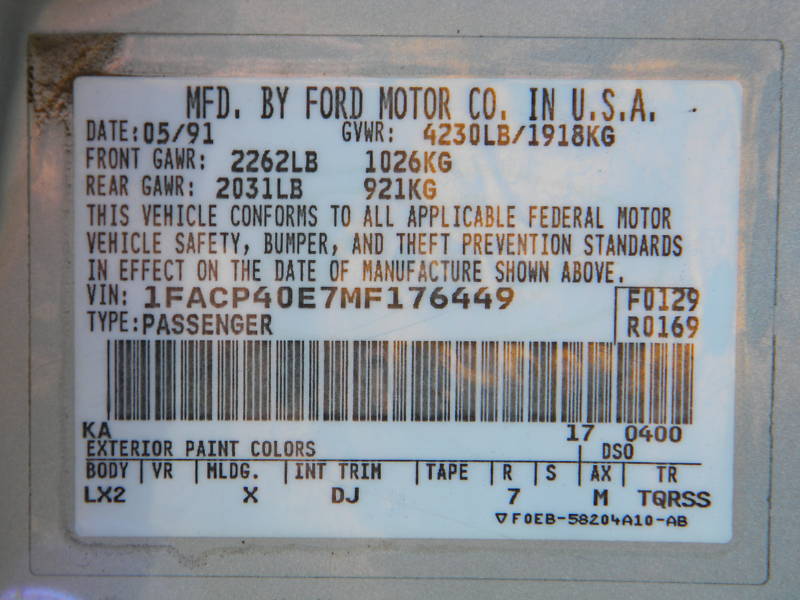 MFD. BY FORD MOTOR CO. IN U.S.A.
DATE: 05/91 GVWR: 4230LB/1918KG
FRONT GAWR: 2262LB 1026KG
REAR GAWR: 2031LB 921KG
THIS VEHICLE CONFORMS TO ALL APPLICABLE FEDERAL MOTOR
VEHICLE SAFETY, BUMPER, AND THEFT PREVENTION STANDARDS
IN EFFECT ON THE DATE OF MANUFACTURE SHOWN ABOVE.
VIN: 1FACP40E7MF176449 F0129
TYPE: PASSENGER R0169
KA 17 0400
EXTERIOR PAINT COLORS DSO
BODY VR MLDG. INT TRIM TAPE R S AX TR
LX2 X DJ 7 M TQRSS
▽F0EB-58204A10-AB